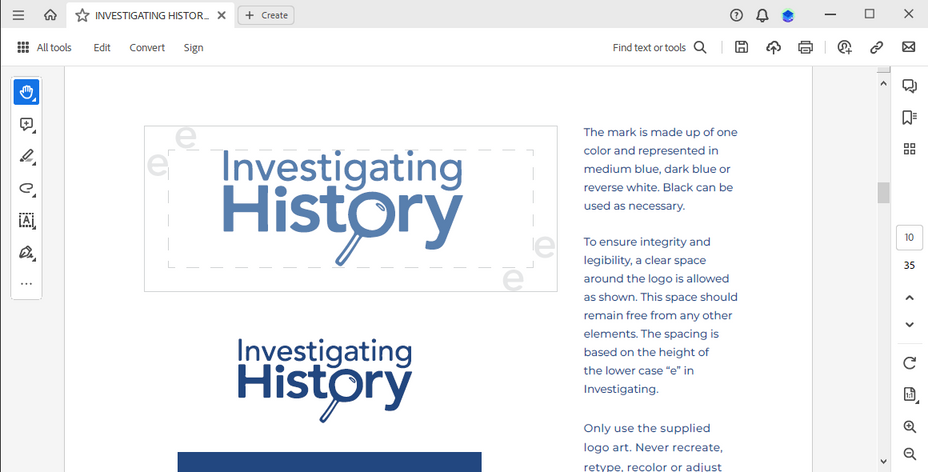 INVESTIGATING HISTOR...
Create
All tools
Edit
Convert
Sign
Find text or tools
e
e
Investigating
History
e
e
Investigating
History
The mark is made up of one
color and represented in
medium blue, dark blue or
reverse white. Black can be
used as necessary.
To ensure integrity and
legibility, a clear space
around the logo is allowed
as shown. This space should
remain free from any other
elements. The spacing is
based on the height of
the lower case “e” in
Investigating.
Only use the supplied
logo art. Never recreate,
retype, recolor or adjust
10
35